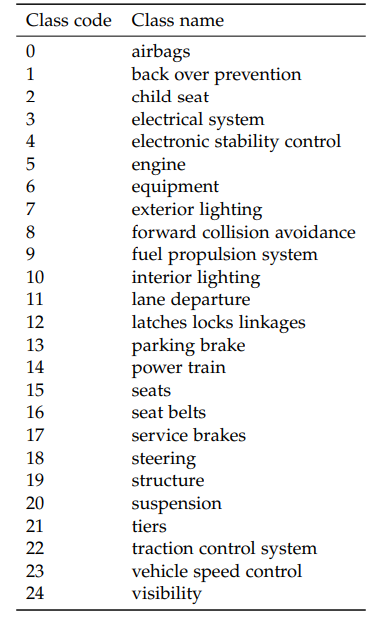 Class code Class name
0 airbags
1 back over prevention
2 child seat
3 electrical system
4 electronic stability control
5 engine
6 equipment
7 exterior lighting
8 forward collision avoidance
9 fuel propulsion system
10 interior lighting
11 lane departure
12 latches locks linkages
13 parking brake
14 power train
15 seats
16 seat belts
17 service brakes
18 steering
19 structure
20 suspension
21 tiers
22 traction control system
23 vehicle speed control
24 visibility